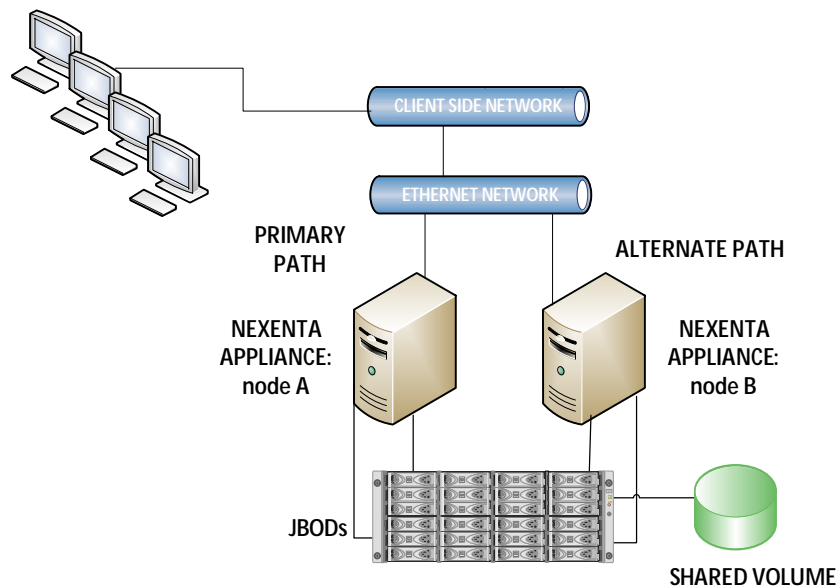 CLIENT SIDE NETWORK
ETHERNET NETWORK
PRIMARY
PATH
ALTERNATE PATH
NEXENTA
APPLIANCE:
node A
NEXENTA
APPLIANCE:
node B
JBODs
SHARED VOLUME